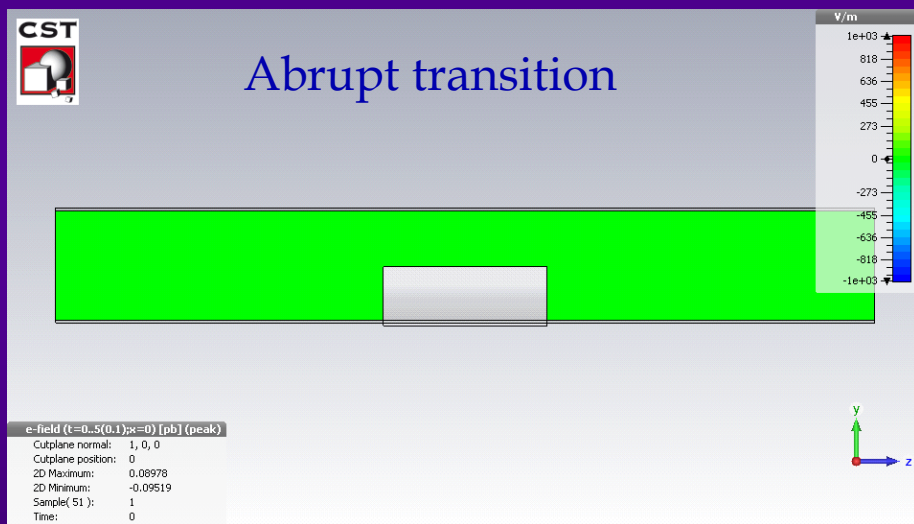 CST
Abrupt transition
V/m
1e+03
818
636
455
273
0
-273
-455
-636
-818
-1e+03
y
z
e-field (t=0..5(0.1);x=0) [pb] (peak)
Cutplane normal: 1, 0, 0
Cutplane position: 0
2D Maximum: 0.08978
2D Minimum: -0.09519
Sample( 51 ): 1
Time: 0